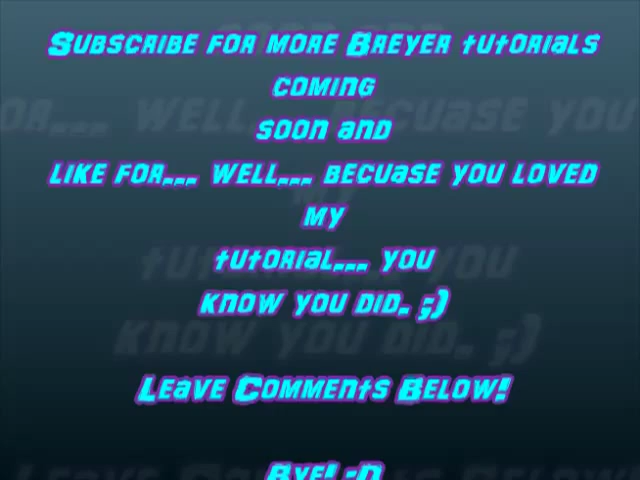 Subscribe for more Breyer tutorials
coming
soon and
like for... well... becuase you loved
my
tutorial... you
know you did. ;)
Leave Comments Below!
Bye! :D